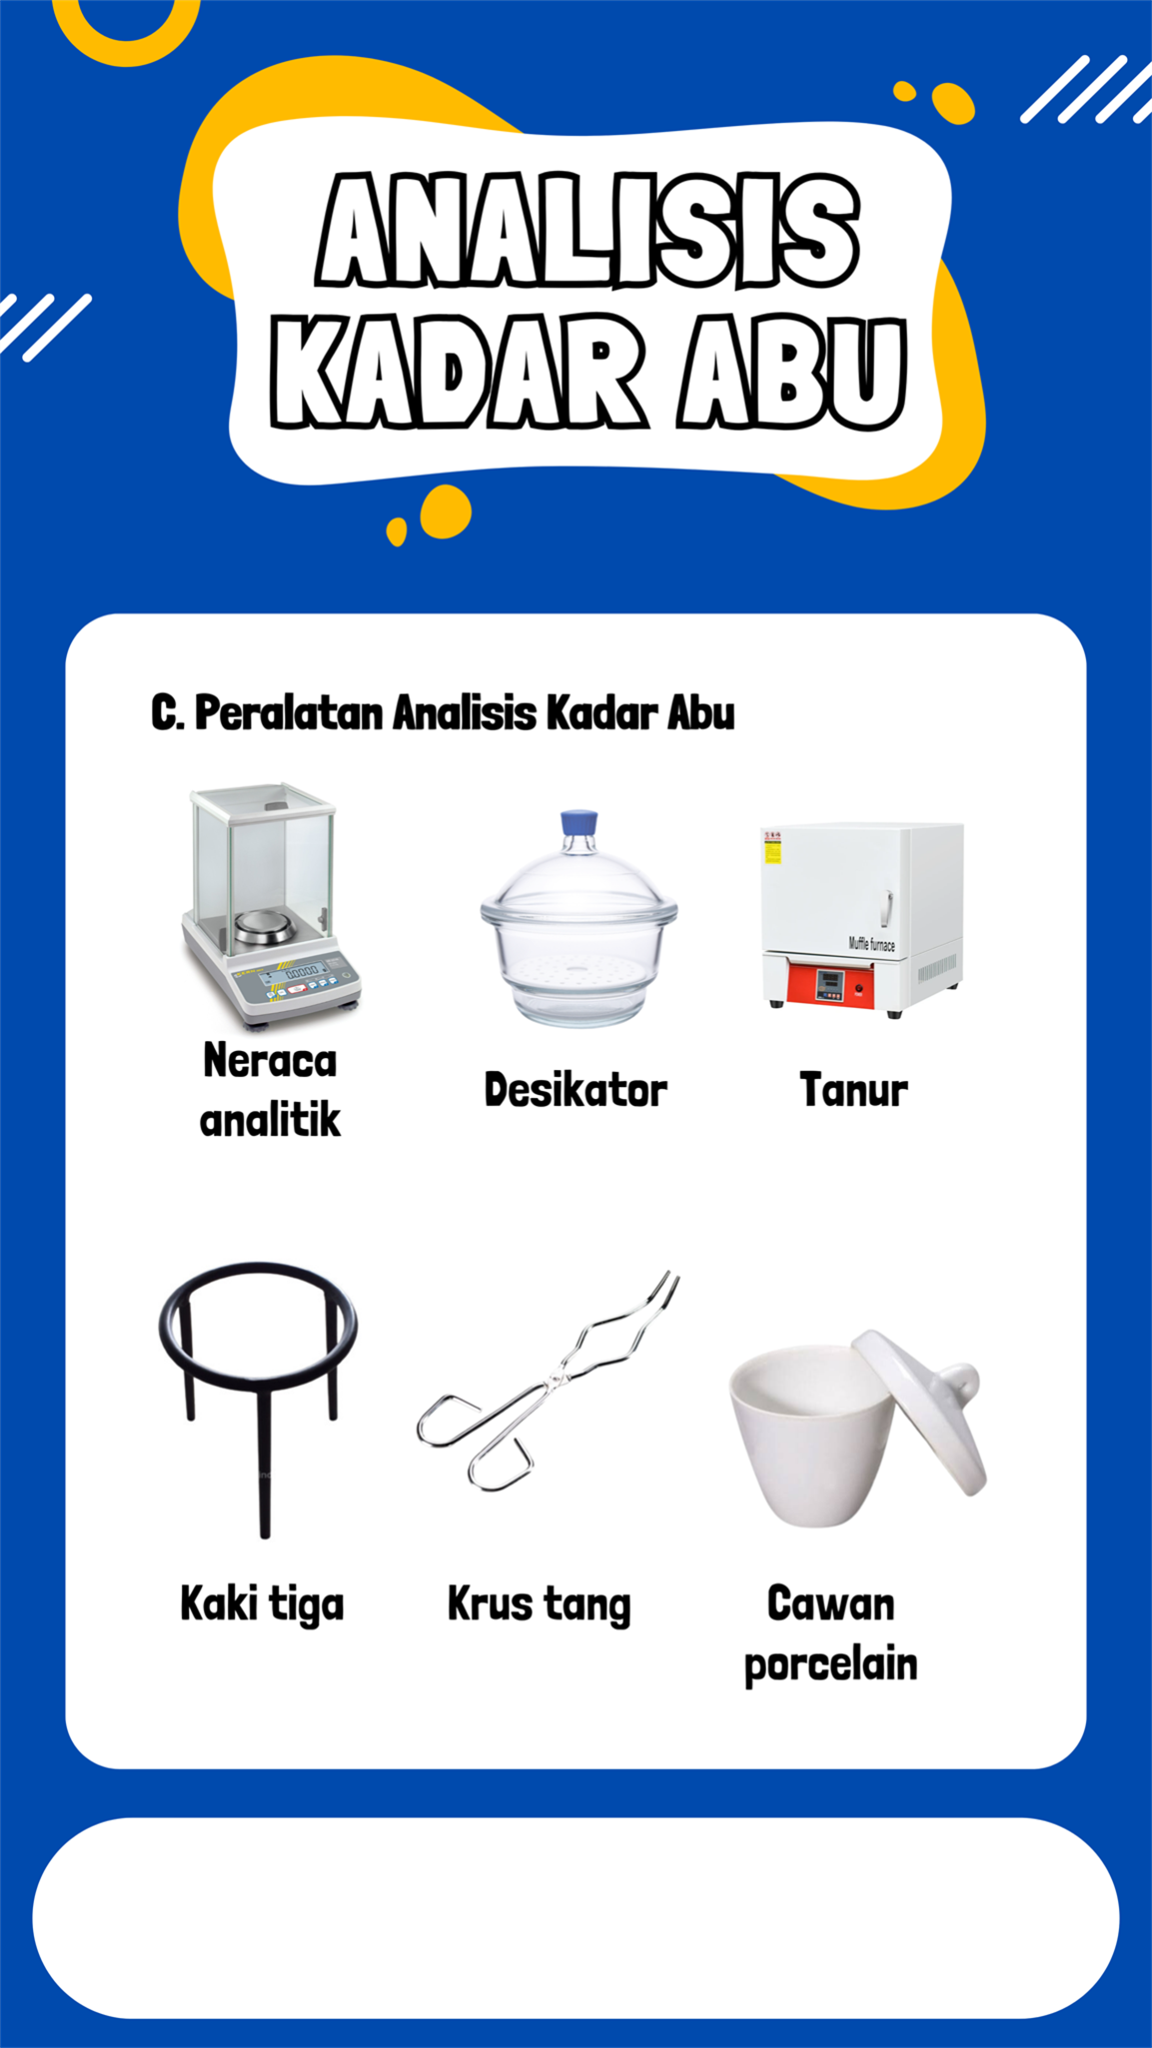 ANALISIS
KADAR ABU
C. Peralatan Analisis Kadar Abu
0.0000
Muffle furnace
Neraca
analitik
Desikator
Tanur
Kaki tiga
Krus tang
Cawan
porcelain